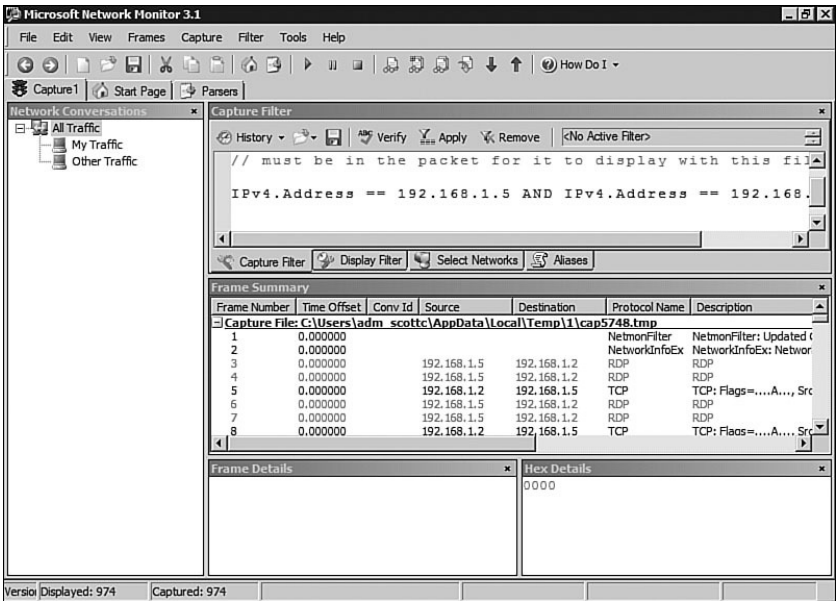 Microsoft Network Monitor 3.1
File Edit View Frames Capture Filter Tools Help
How Do I
Capture1 Start Page Parsers
Network Conversations
All Traffic
My Traffic
Other Traffic
Capture Filter
History Verify Apply Remove <No Active Filter>
// must be in the packet for it to display with this fil
IPv4.Address == 192.168.1.5 AND IPv4.Address == 192.168.
Capture Filter Display Filter Select Networks Aliases
Frame Summary
Frame Number Time Offset Conv Id Source Destination Protocol Name Description
Capture File: C:\Users\adm_scottc\AppData\Local\Temp\1\cap5748.tmp
1 0.000000 NetmonFilter NetmonFilter: Updated C
2 0.000000 NetworkInfoEx NetworkInfoEx: Networ
3 0.000000 192.168.1.5 192.168.1.2 RDP RDP
4 0.000000 192.168.1.5 192.168.1.2 RDP RDP
5 0.000000 192.168.1.2 192.168.1.5 TCP TCP: Flags=....A..., Src
6 0.000000 192.168.1.5 192.168.1.2 RDP RDP
7 0.000000 192.168.1.5 192.168.1.2 RDP RDP
8 0.000000 192.168.1.2 192.168.1.5 TCP TCP: Flags=....A.... Src
Frame Details
Hex Details
0000
Versio Displayed: 974 Captured: 974